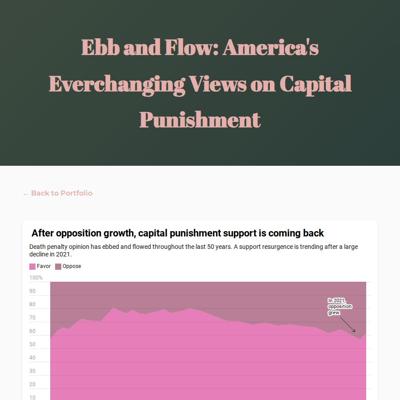 Ebb and Flow: America's
Everchanging Views on Capital
Punishment
← Back to Portfolio
After opposition growth, capital punishment support is coming back
Death penalty opinion has ebbed and flowed throughout the last 50 years. A support resurgence is trending after a large
decline in 2021.
Favor Oppose
100%
90
80
70
60
50
40
30
20
10
In 2021,
opposition
grew